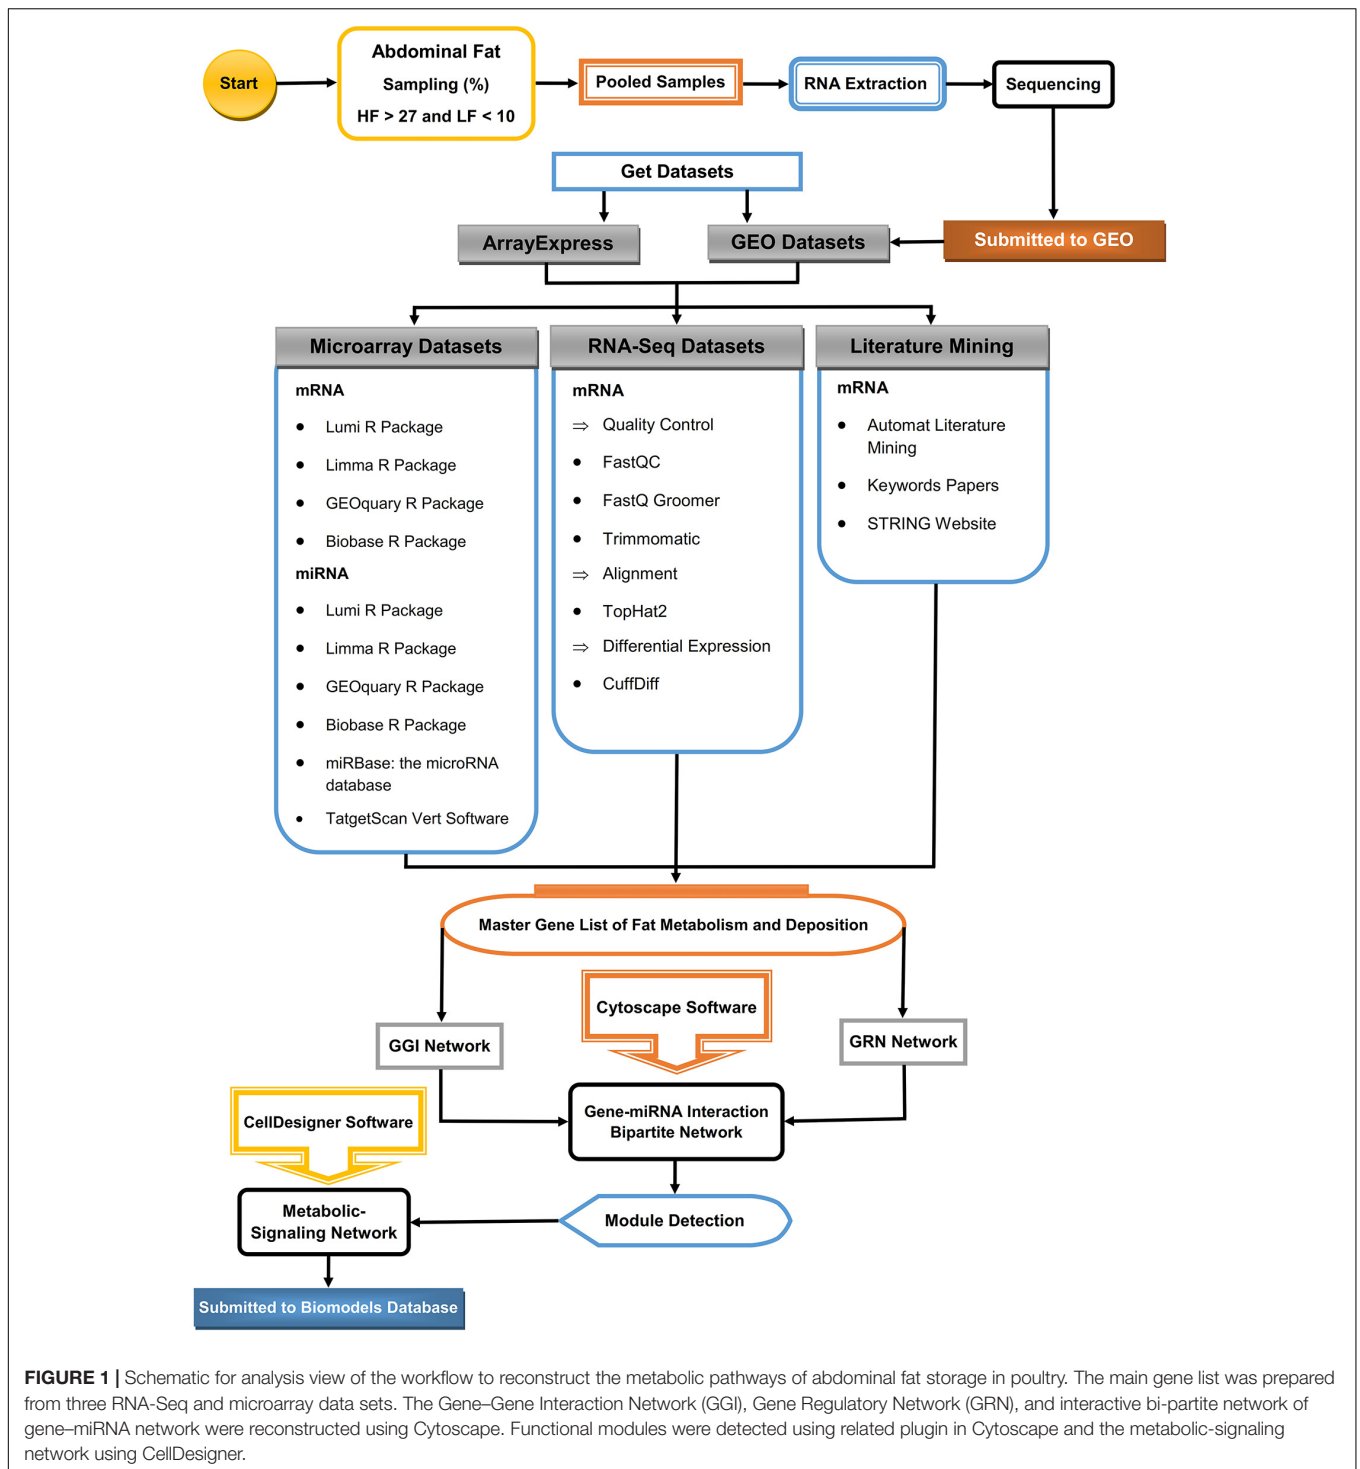 Start
Abdominal Fat
Sampling (%)
HF > 27 and LF < 10
Pooled Samples
RNA Extraction
Sequencing
Get Datasets
ArrayExpress
GEO Datasets
Submitted to GEO
Microarray Datasets
mRNA
• Lumi R Package
• Limma R Package
• GEOquary R Package
• Biobase R Package
miRNA
• Lumi R Package
• Limma R Package
• GEOquary R Package
• Biobase R Package
• miRBase: the microRNA
database
• TatgetScan Vert Software
RNA-Seq Datasets
mRNA
⇒ Quality Control
• FastQC
• FastQ Groomer
• Trimmomatic
⇒ Alignment
• TopHat2
⇒ Differential Expression
• CuffDiff
Literature Mining
mRNA
• Automat Literature
Mining
• Keywords Papers
• STRING Website
Master Gene List of Fat Metabolism and Deposition
Cytoscape Software
GGI Network
GRN Network
CellDesigner Software
Gene-miRNA Interaction
Bipartite Network
Metabolic-
Signaling Network
Module Detection
Submitted to Biomodels Database
FIGURE 1 | Schematic for analysis view of the workflow to reconstruct the metabolic pathways of abdominal fat storage in poultry. The main gene list was prepared
from three RNA-Seq and microarray data sets. The Gene–Gene Interaction Network (GGI), Gene Regulatory Network (GRN), and interactive bi-partite network of
gene–miRNA network were reconstructed using Cytoscape. Functional modules were detected using related plugin in Cytoscape and the metabolic-signaling
network using CellDesigner.